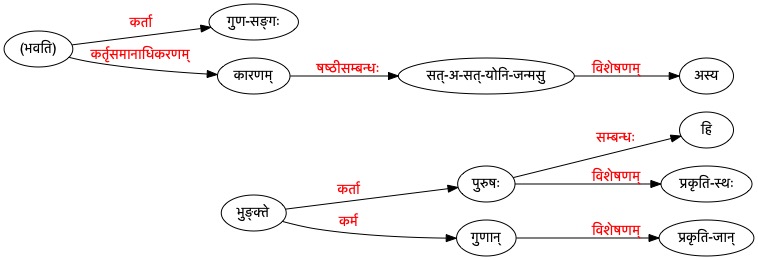 कर्ता
गुण-सङ्गः
(भवति)
कर्तृसमानाधिकरणम्
कारणम्
षष्ठीसम्बन्धः
सत्-अ-सत्-योनि-जन्मसु
विशेषणम्
अस्य
हि
सम्बन्धः
कर्ता
पुरुषः
विशेषणम्
प्रकृति-स्थः
भुङ्क्ते
कर्म
गुणान्
विशेषणम्
प्रकृति-जान्